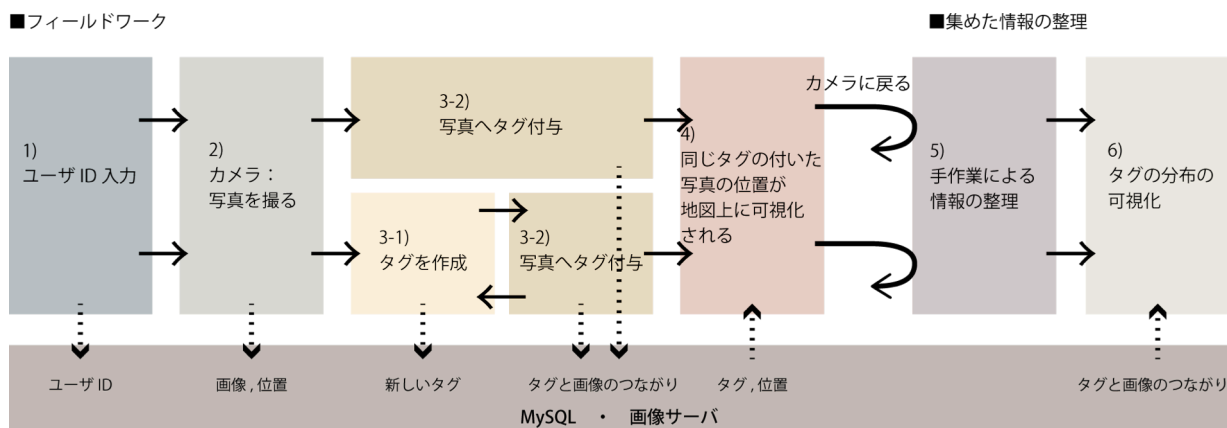 ■フィールドワーク
■集めた情報の整理
1)
ユーザ ID 入力
2)
カメラ：
写真を撮る
3-2)
写真へタグ付与
3-1)
タグを作成
3-2)
写真へタグ付与
4)
同じタグの付いた
写真の位置が
地図上に可視化
される
カメラに戻る
5)
手作業による
情報の整理
6)
タグの分布の
可視化
ユーザ ID
画像 , 位置
新しいタグ
タグと画像のつながり
タグ , 位置
タグと画像のつながり
MySQL ・ 画像サーバ